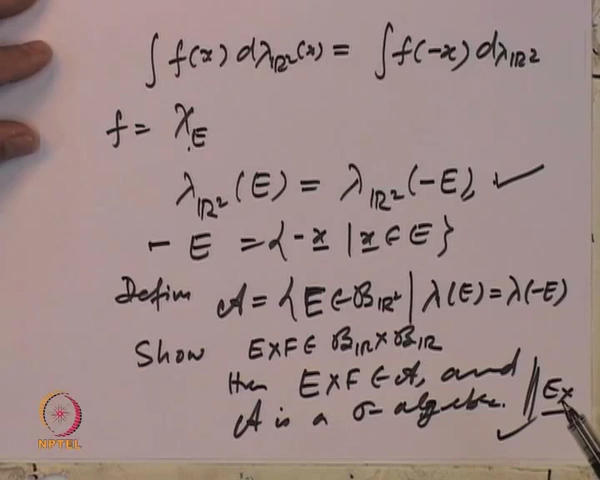 ∫ f(x) dλ_{ℝ²}(x) = ∫ f(-x) dλ_{ℝ²}
f = χ_E
λ_{ℝ²}(E) = λ_{ℝ²}(-E), ✓
- E = { -x | x ∈ E }
Define 𝒜 = { E ∈ ℬ_{ℝ²} | λ(E) = λ(-E)
Show E×F ∈ ℬ_ℝ × ℬ_ℝ
then E×F ∈ 𝒜, and
𝒜 is a σ-algebra. ✓ || Ex
NPTEL